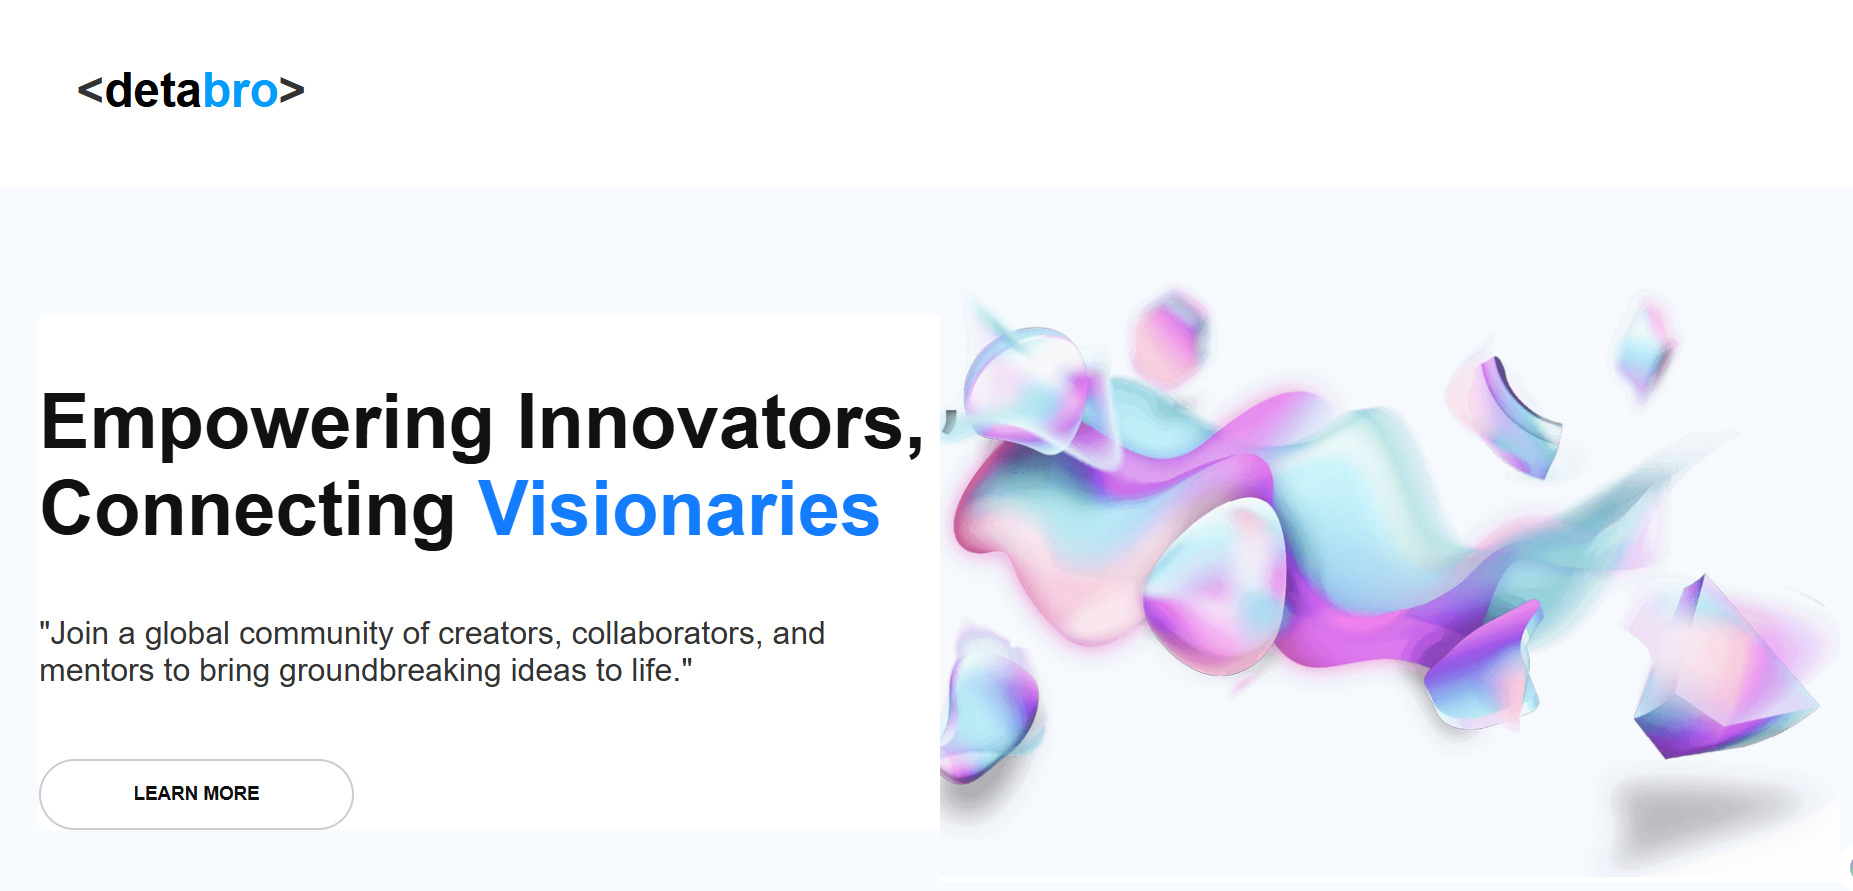 <detabro>
Empowering Innovators,
Connecting Visionaries
"Join a global community of creators, collaborators, and
mentors to bring groundbreaking ideas to life."
LEARN MORE